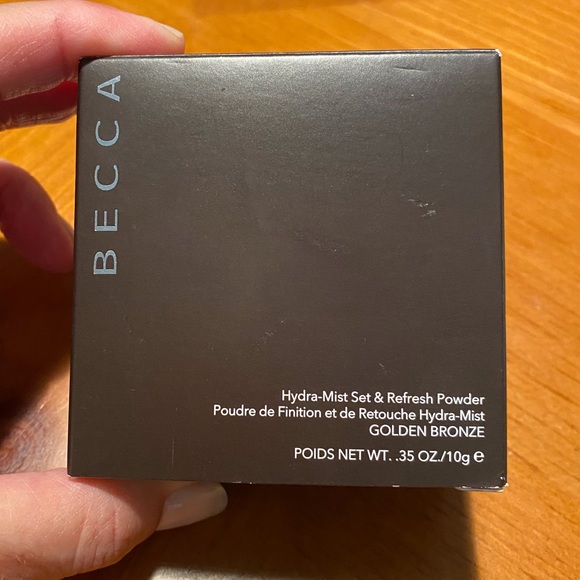 BECCA
Hydra-Mist Set & Refresh Powder
Poudre de Finition et de Retouche Hydra-Mist
GOLDEN BRONZE
POIDS NET WT. .35 OZ./10g ℮